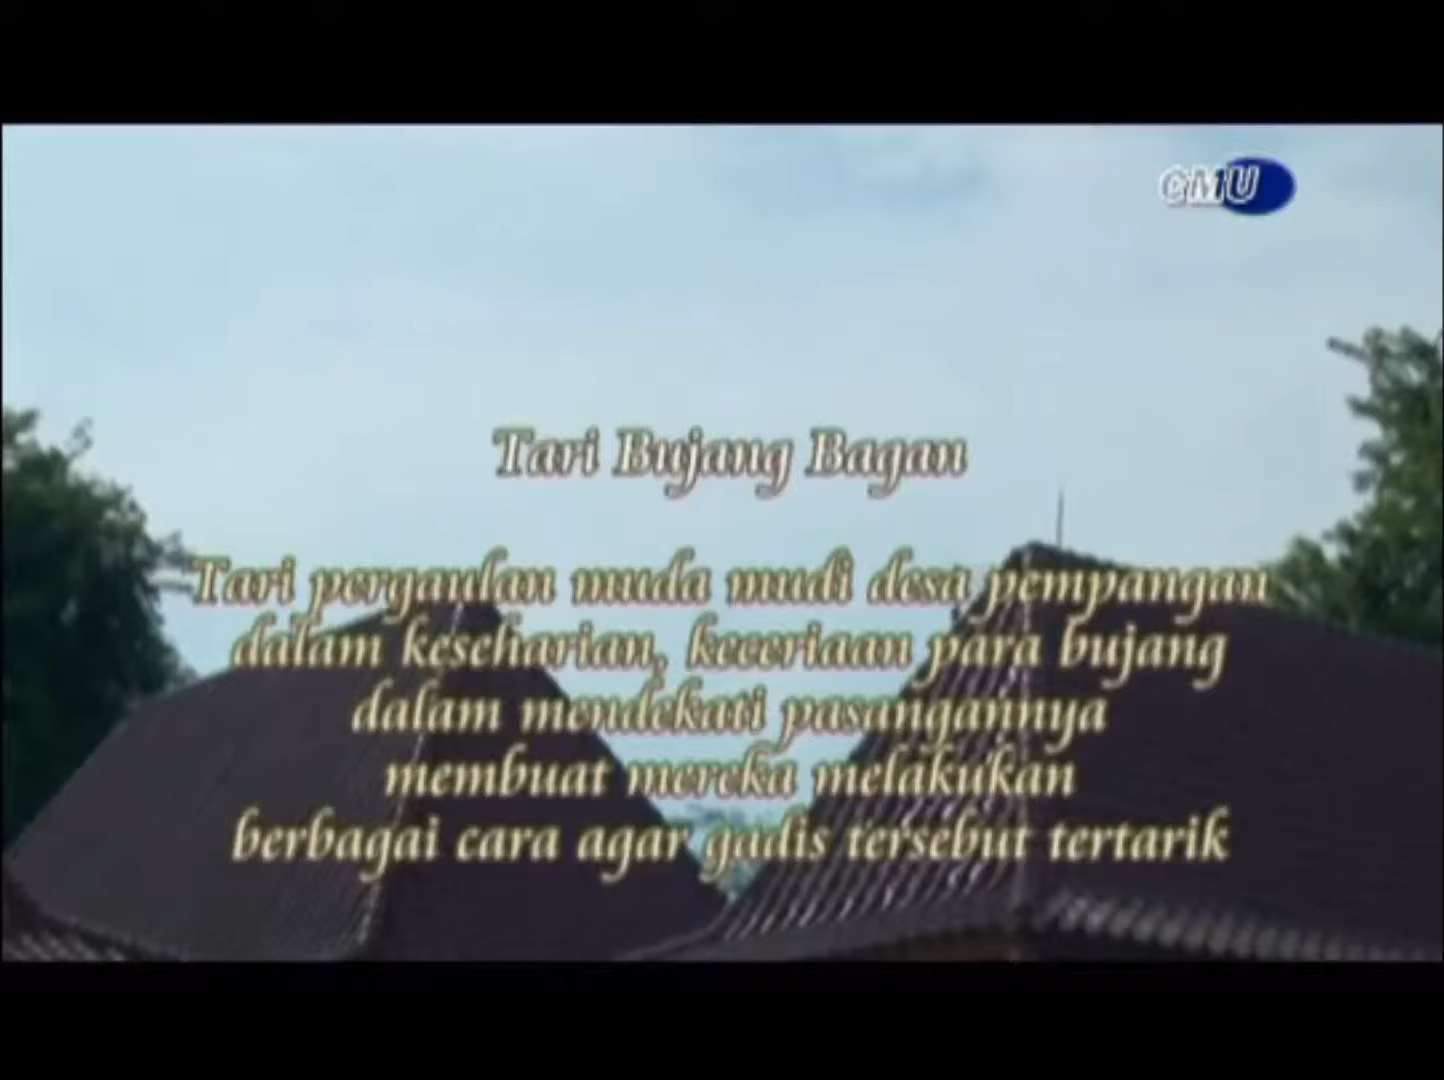 CMU
Tari Bujang Bagan
Tari pergaulan muda mudi desa pempangan
dalam keseharian, keceriaan para bujang
dalam mendekati pasangannya
membuat mereka melakukan
berbagai cara agar gadis tersebut tertarik